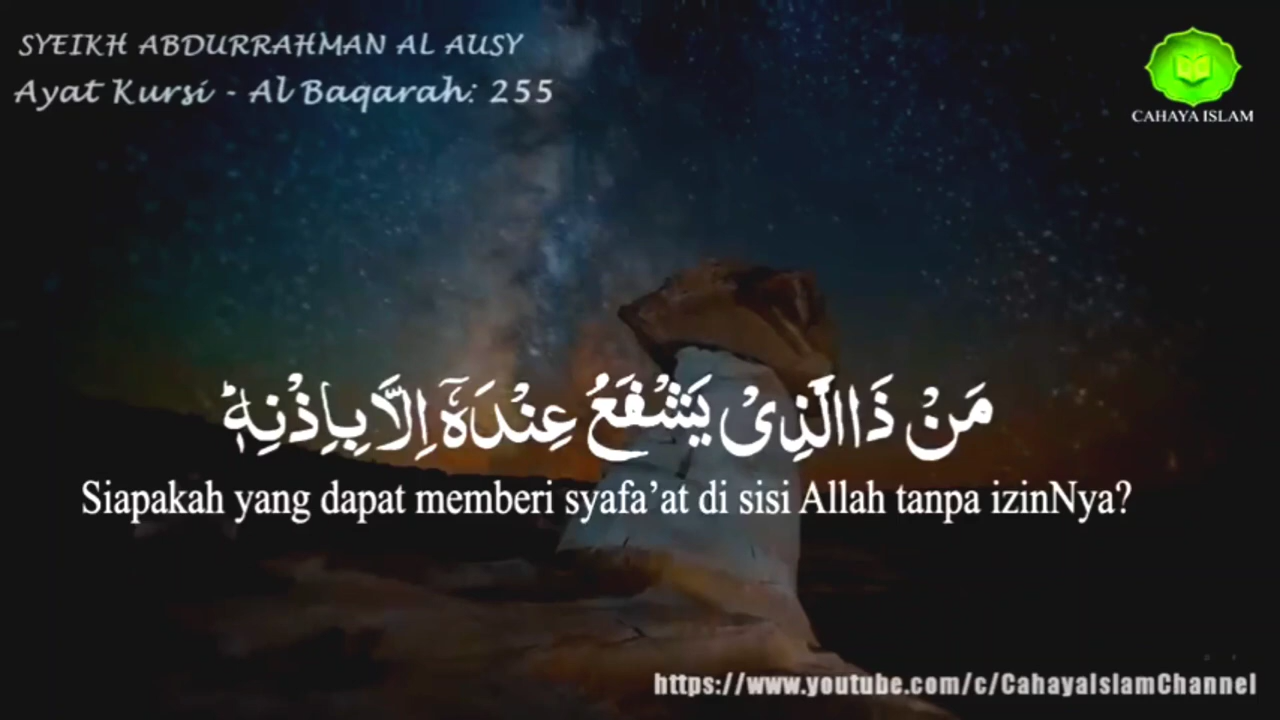 SYEIKH ABDURRAHMAN AL AUSY
Ayat Kursi - Al Baqarah: 255
CAHAYA ISLAM
مَنْ ذَا الَّذِیْ یَشْفَعُ عِنْدَهٗۤ اِلَّا بِاِذْنِهٖؕ
Siapakah yang dapat memberi syafa’at di sisi Allah tanpa izinNya?
https://www.youtube.com/c/CahayaIslamChannel